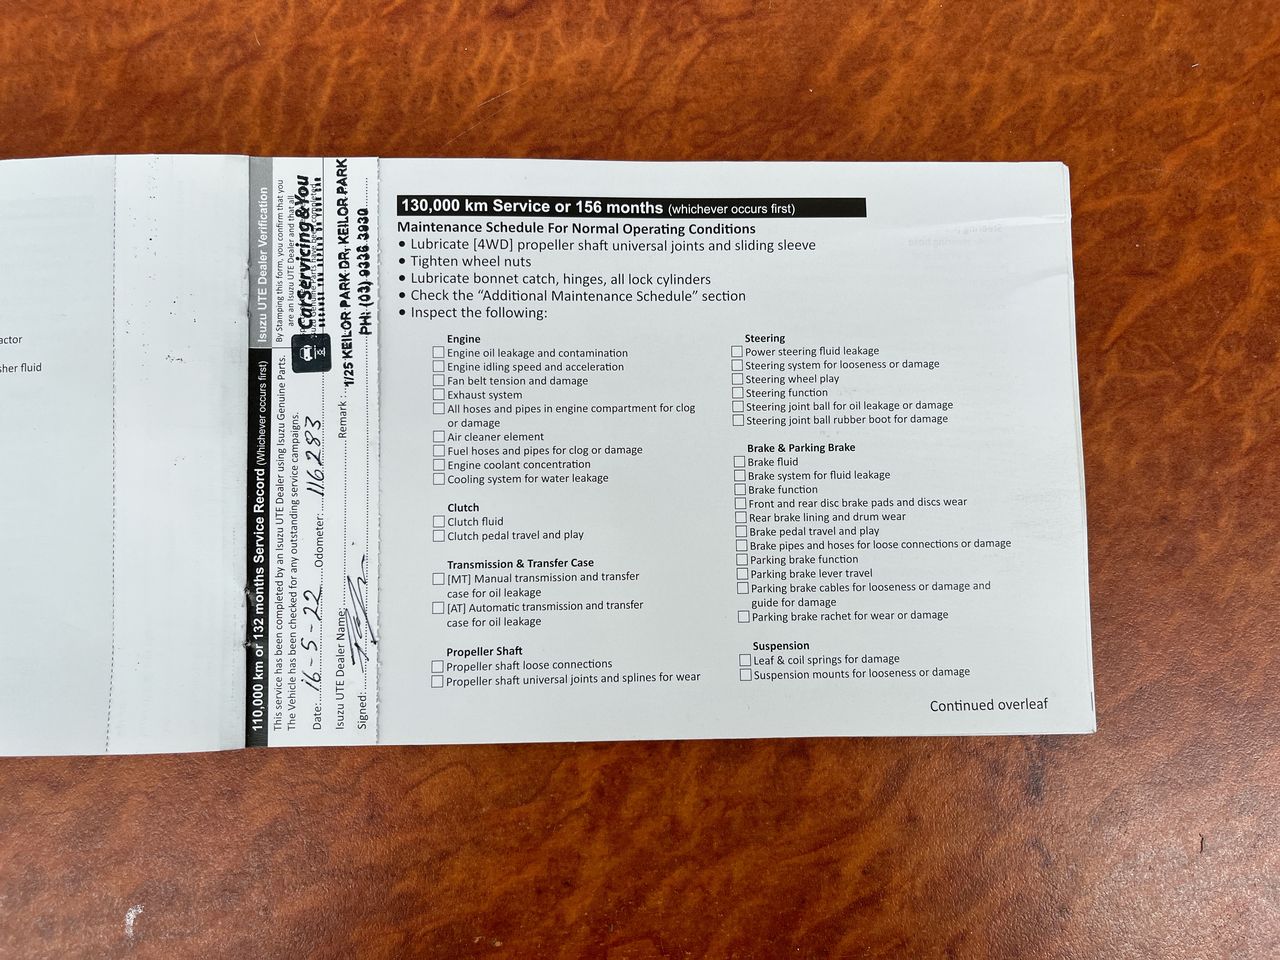 actor
sher fluid
110,000 km or 132 months Service Record (Whichever occurs first)
Isuzu UTE Dealer Verification
This service has been completed by an Isuzu UTE Dealer using Isuzu Genuine Parts.
The Vehicle has been checked for any outstanding service campaigns.
By Stamping this form, you confirm that you
are an Isuzu UTE Dealer and that all
CarServicing&You
Date: 16-5-22 Odometer: 116283
Isuzu UTE Dealer Name: Remark:
1/25 KEILOR PARK DR, KEILOR PARK
Signed:
PH: (03) 9336 3930
130,000 km Service or 156 months (whichever occurs first)
Maintenance Schedule For Normal Operating Conditions
• Lubricate [4WD] propeller shaft universal joints and sliding sleeve
• Tighten wheel nuts
• Lubricate bonnet catch, hinges, all lock cylinders
• Check the “Additional Maintenance Schedule” section
• Inspect the following:
Engine
Engine oil leakage and contamination
Engine idling speed and acceleration
Fan belt tension and damage
Exhaust system
All hoses and pipes in engine compartment for clog
or damage
Air cleaner element
Fuel hoses and pipes for clog or damage
Engine coolant concentration
Cooling system for water leakage
Clutch
Clutch fluid
Clutch pedal travel and play
Transmission & Transfer Case
[MT] Manual transmission and transfer
case for oil leakage
[AT] Automatic transmission and transfer
case for oil leakage
Propeller Shaft
Propeller shaft loose connections
Propeller shaft universal joints and splines for wear
Steering
Power steering fluid leakage
Steering system for looseness or damage
Steering wheel play
Steering function
Steering joint ball for oil leakage or damage
Steering joint ball rubber boot for damage
Brake & Parking Brake
Brake fluid
Brake system for fluid leakage
Brake function
Front and rear disc brake pads and discs wear
Rear brake lining and drum wear
Brake pedal travel and play
Brake pipes and hoses for loose connections or damage
Parking brake function
Parking brake lever travel
Parking brake cables for looseness or damage and
guide for damage
Parking brake rachet for wear or damage
Suspension
Leaf & coil springs for damage
Suspension mounts for looseness or damage
Continued overleaf